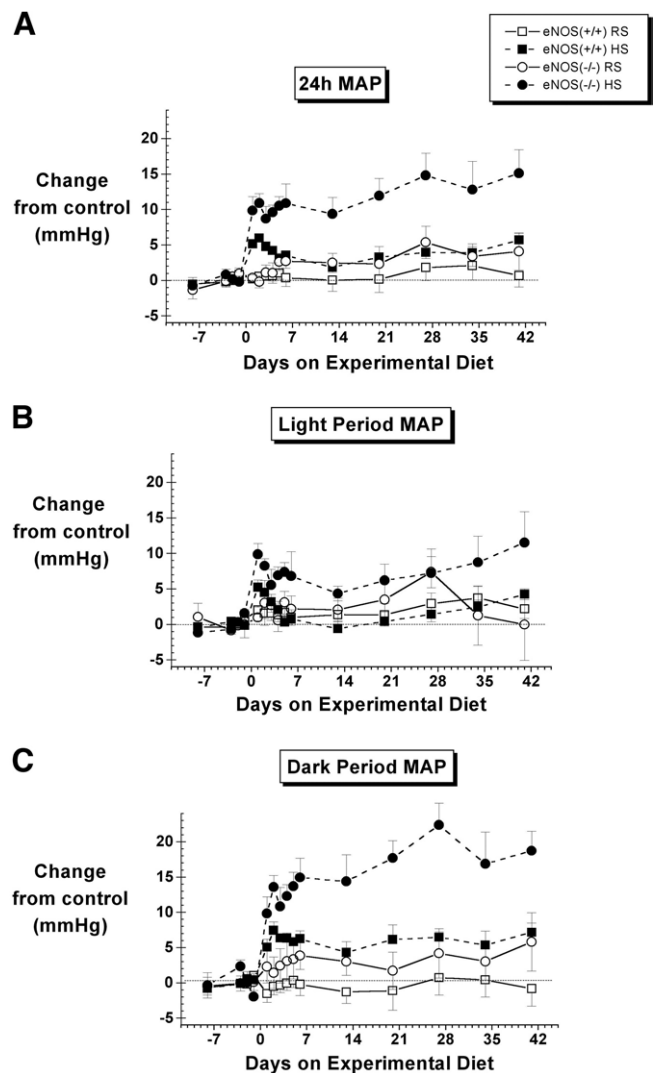 A
eNOS(+/+) RS
eNOS(+/+) HS
eNOS(-/-) RS
eNOS(-/-) HS
24h MAP
Change
from control
(mmHg)
20
15
10
5
0
-5
-7 0 7 14 21 28 35 42
Days on Experimental Diet
B
Light Period MAP
Change
from control
(mmHg)
20
15
10
5
0
-5
-7 0 7 14 21 28 35 42
Days on Experimental Diet
C
Dark Period MAP
Change
from control
(mmHg)
20
15
10
5
0
-5
-7 0 7 14 21 28 35 42
Days on Experimental Diet